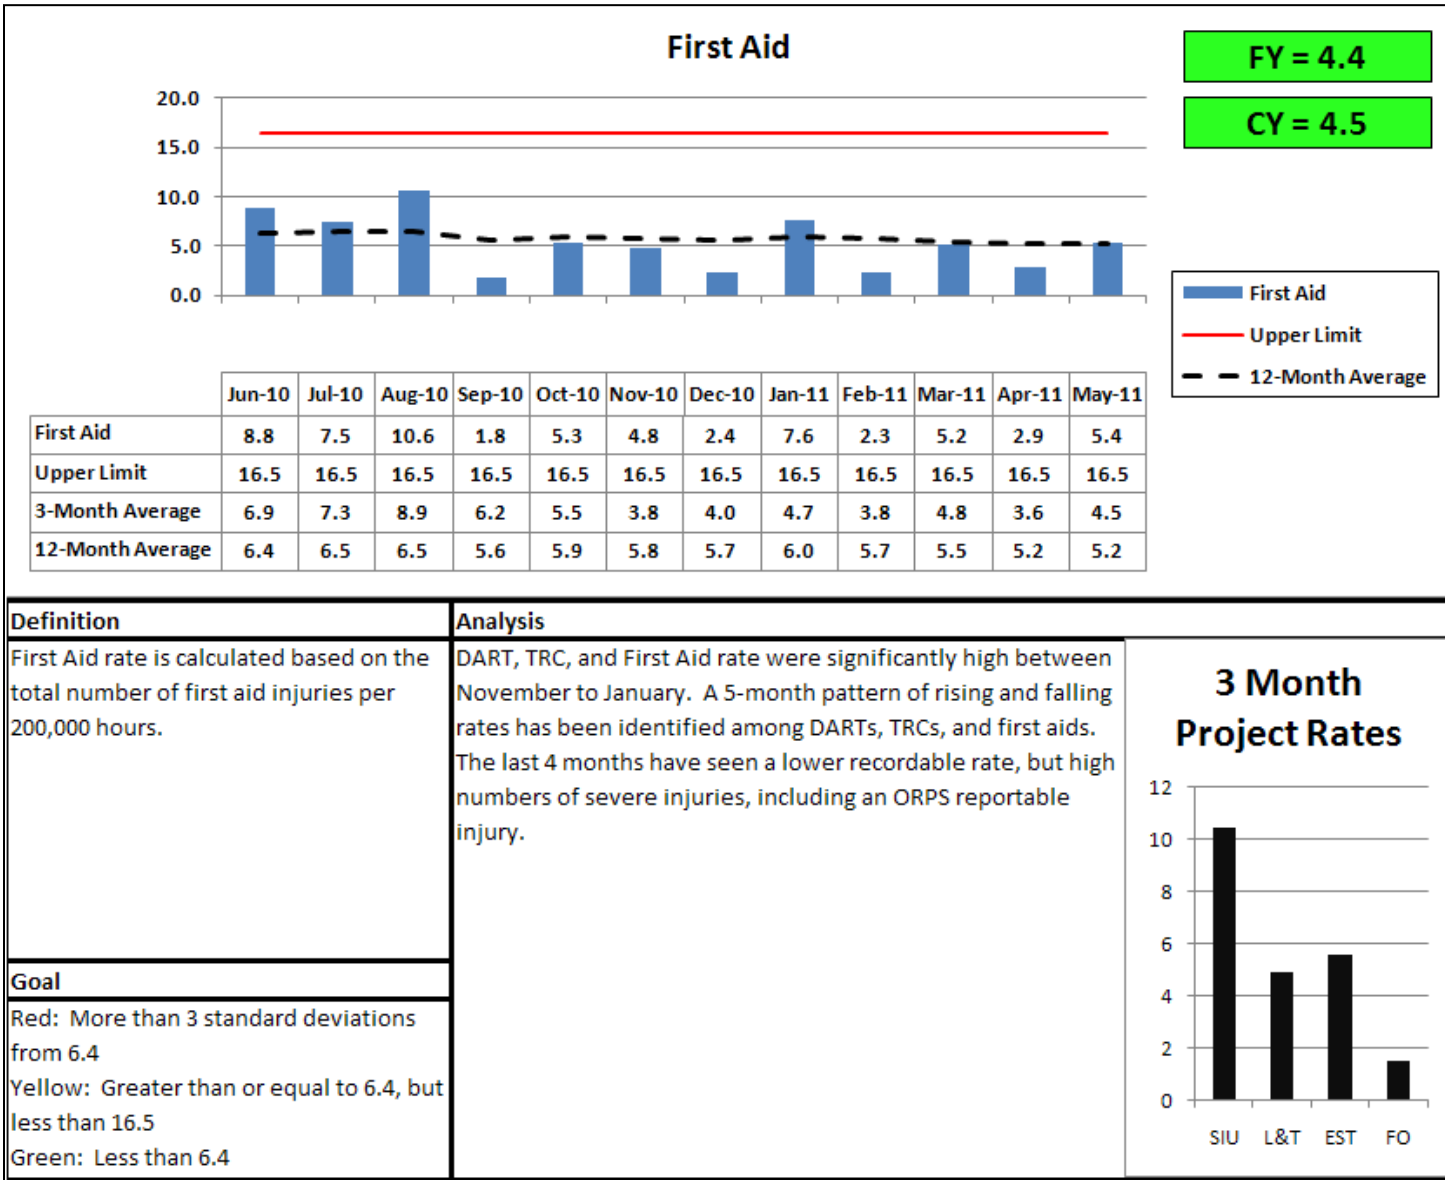 First Aid
FY = 4.4
CY = 4.5
20.0
15.0
10.0
5.0
0.0
First Aid
Upper Limit
12-Month Average
Jun-10 Jul-10 Aug-10 Sep-10 Oct-10 Nov-10 Dec-10 Jan-11 Feb-11 Mar-11 Apr-11 May-11
First Aid 8.8 7.5 10.6 1.8 5.3 4.8 2.4 7.6 2.3 5.2 2.9 5.4
Upper Limit 16.5 16.5 16.5 16.5 16.5 16.5 16.5 16.5 16.5 16.5 16.5 16.5
3-Month Average 6.9 7.3 8.9 6.2 5.5 3.8 4.0 4.7 3.8 4.8 3.6 4.5
12-Month Average 6.4 6.5 6.5 5.6 5.9 5.8 5.7 6.0 5.7 5.5 5.2 5.2
Definition
First Aid rate is calculated based on the
total number of first aid injuries per
200,000 hours.
Goal
Red: More than 3 standard deviations
from 6.4
Yellow: Greater than or equal to 6.4, but
less than 16.5
Green: Less than 6.4
Analysis
DART, TRC, and First Aid rate were significantly high between
November to January. A 5-month pattern of rising and falling
rates has been identified among DARTs, TRCs, and first aids.
The last 4 months have seen a lower recordable rate, but high
numbers of severe injuries, including an ORPS reportable
injury.
3 Month
Project Rates
12
10
8
6
4
2
0
SIU L&T EST FO